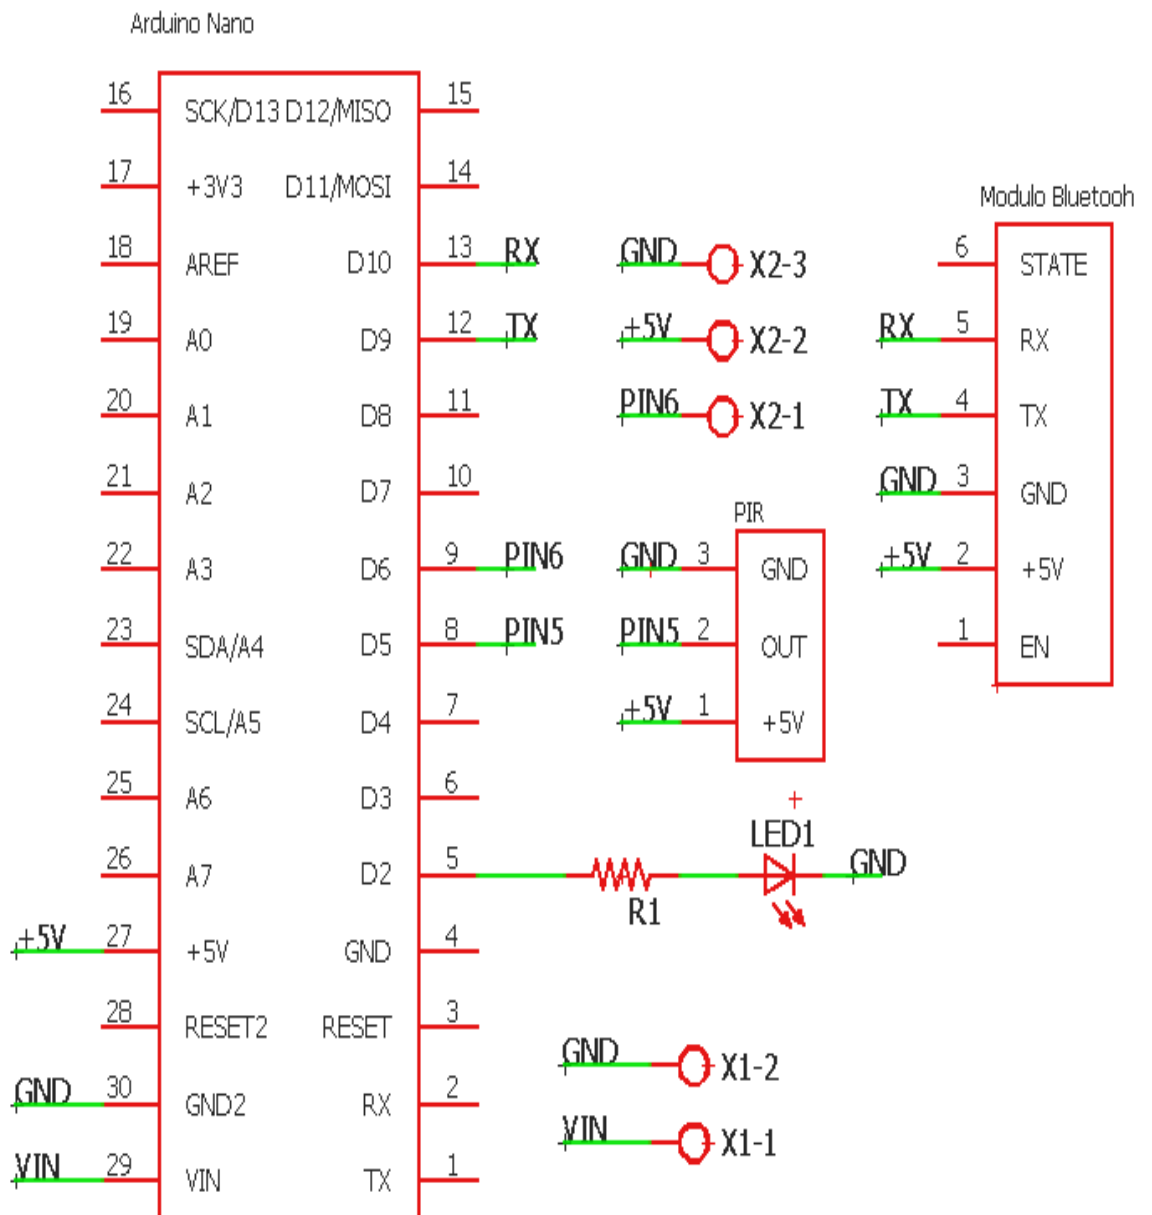 Arduino Nano
16 SCK/D13 D12/MISO 15
17 +3V3 D11/MOSI 14
Modulo Bluetooh
18 AREF D10 13 RX GND X2-3 6 STATE
19 A0 D9 12 TX +5V X2-2 RX 5 RX
20 A1 D8 11 PIN6 X2-1 TX 4 TX
21 A2 D7 10 GND 3 GND
PIR
22 A3 D6 9 PIN6 GND 3 GND +5V 2 +5V
23 SDA/A4 D5 8 PIN5 PIN5 2 OUT 1 EN
24 SCL/A5 D4 7 +5V 1 +5V
25 A6 D3 6
LED1
26 A7 D2 5 GND
R1
+5V 27 +5V GND 4
28 RESET2 RESET 3
GND X1-2
GND 30 GND2 RX 2
VIN X1-1
VIN 29 VIN TX 1